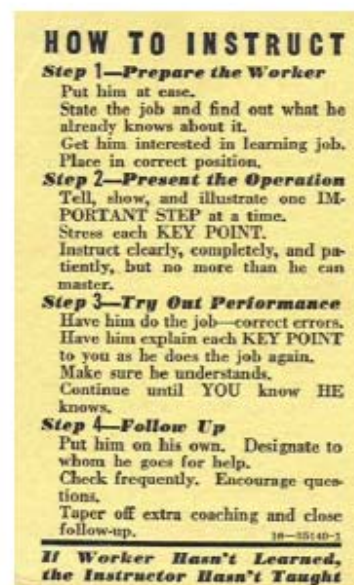 HOW TO INSTRUCT
Step 1—Prepare the Worker
Put him at ease.
State the job and find out what he
already knows about it.
Get him interested in learning job.
Place in correct position.
Step 2—Present the Operation
Tell, show, and illustrate one IM-
PORTANT STEP at a time.
Stress each KEY POINT.
Instruct clearly, completely, and pa-
tiently, but no more than he can
master.
Step 3—Try Out Performance
Have him do the job—correct errors.
Have him explain each KEY POINT
to you as he does the job again.
Make sure he understands.
Continue until YOU know HE
knows.
Step 4—Follow Up
Put him on his own. Designate to
whom he goes for help.
Check frequently. Encourage ques-
tions.
Taper off extra coaching and close
follow-up. 16—35140-1
If Worker Hasn't Learned,
the Instructor Hasn't Taught